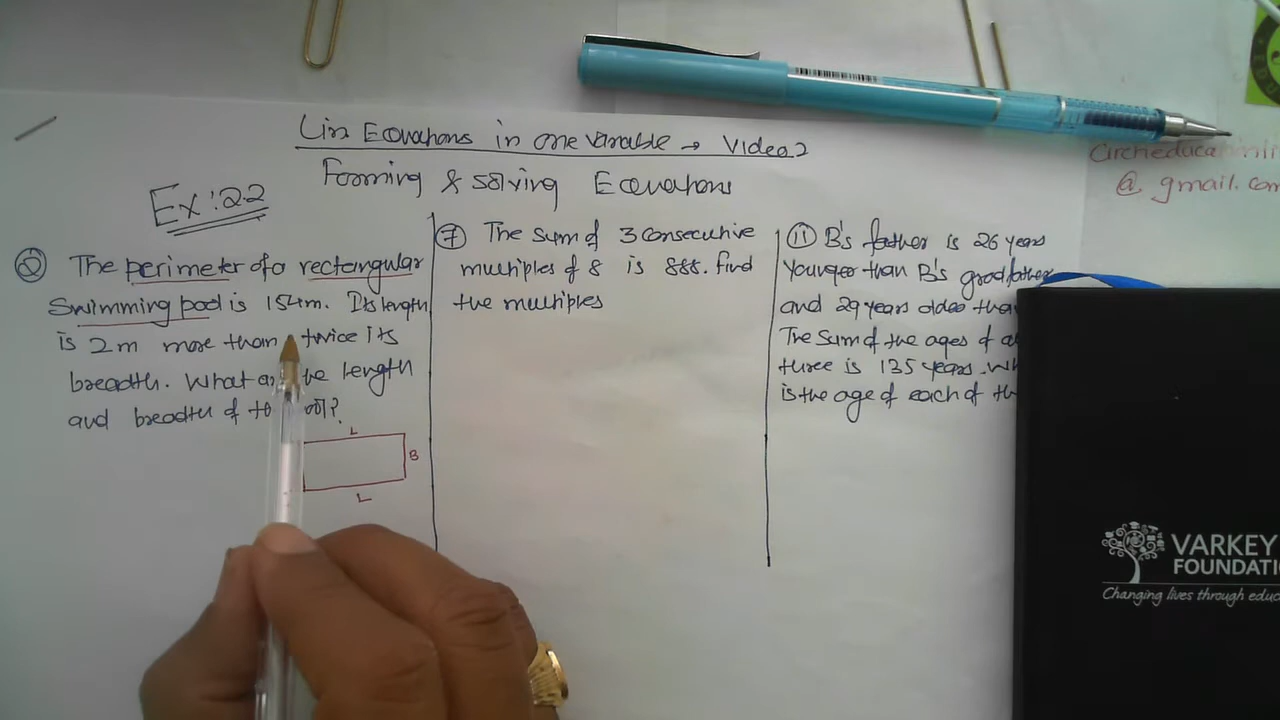 Lin Equations in one variable → Video 2
Forming & solving Equations
Ex: 2.2
② The perimeter of a rectangular
swimming pool is 154m. Its length
is 2m more than twice its
breadth. What are the length
and breadth of the pool?
L
B
L
⑦ The sum of 3 consecutive
multiples of 8 is 888. find
the multiples
⑪ B's father is 26 years
Younger than B's grandfather
and 29 years older than
The Sum of the ages of
three is 135 years.
is the age of each of
@ gmail.com
VARKEY
FOUNDATI
Changing lives through educ